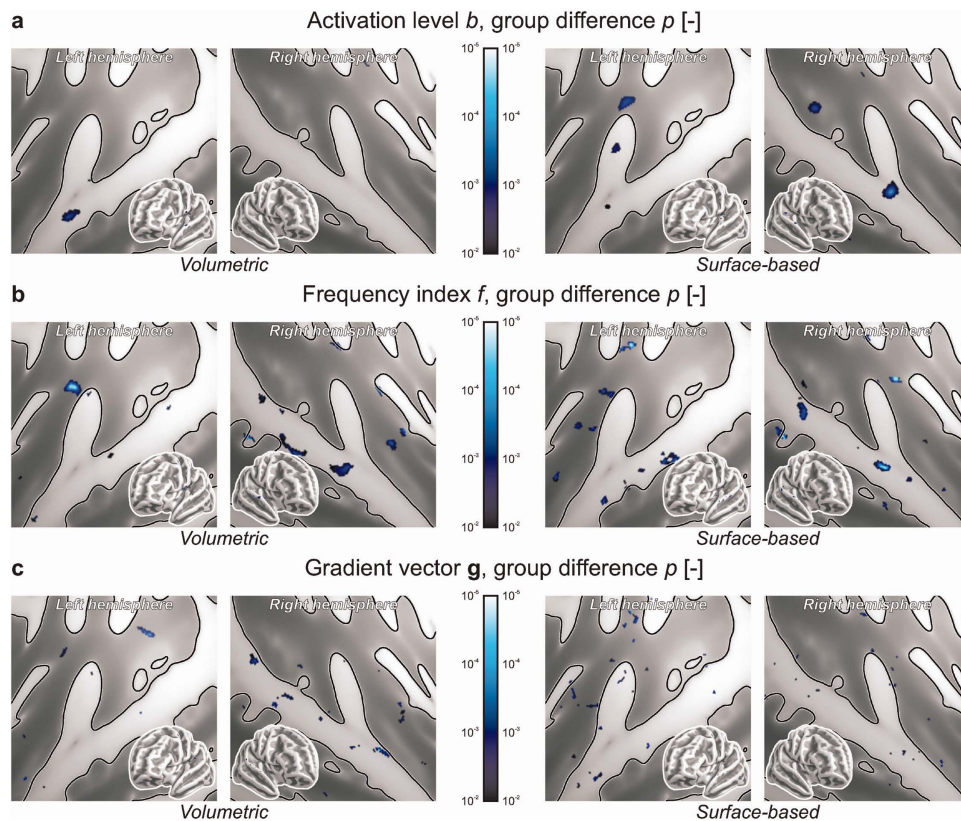 a Activation level b, group difference p [-]
Left hemisphere Right hemisphere 10⁻⁵ 10⁻⁵ Left hemisphere Right hemisphere
10⁻⁴ 10⁻⁴
10⁻³ 10⁻³
10⁻² 10⁻²
Volumetric Surface-based
b Frequency index f, group difference p [-]
Left hemisphere Right hemisphere 10⁻⁵ 10⁻⁵ Left hemisphere Right hemisphere
10⁻⁴ 10⁻⁴
10⁻³ 10⁻³
10⁻² 10⁻²
Volumetric Surface-based
c Gradient vector g, group difference p [-]
Left hemisphere Right hemisphere 10⁻⁵ 10⁻⁵ Left hemisphere Right hemisphere
10⁻⁴ 10⁻⁴
10⁻³ 10⁻³
10⁻² 10⁻²
Volumetric Surface-based